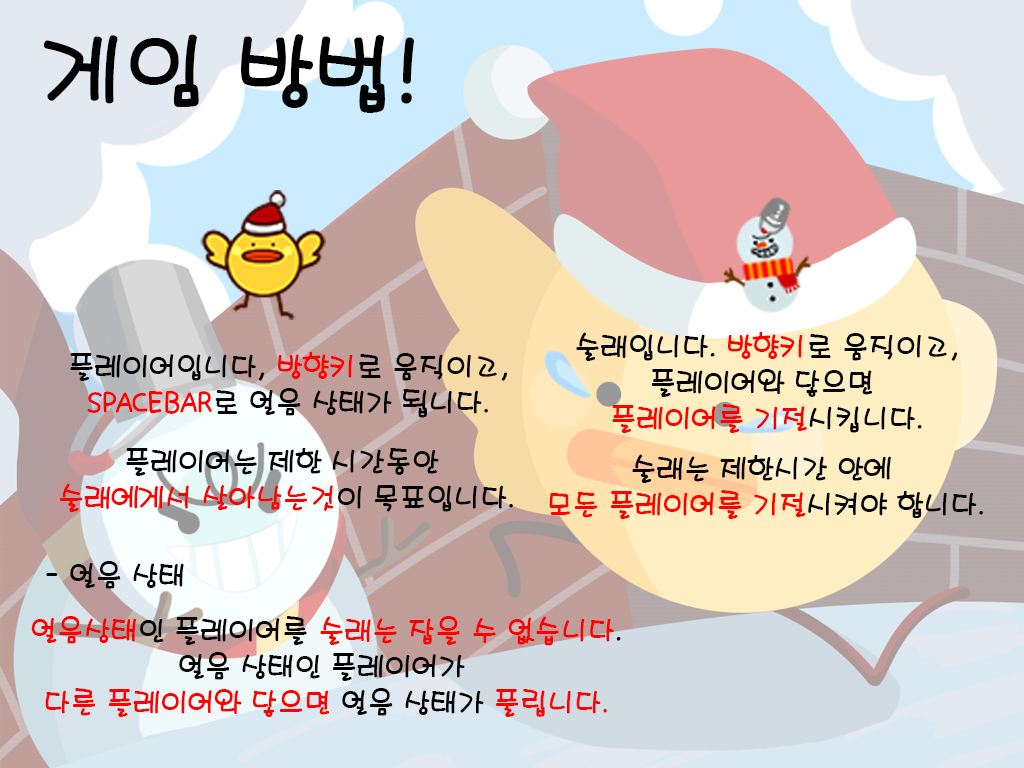 게임 방법!
플레이어입니다, 방향키로 움직이고,
SPACEBAR로 얼음 상태가 됩니다.
플레이어는 제한 시간동안
술래에게서 살아남는것이 목표입니다.
술래입니다. 방향키로 움직이고,
플레이어와 닿으면
플레이어를 기절시킵니다.
술래는 제한시간 안에
모든 플레이어를 기절시켜야 합니다.
- 얼음 상태
얼음상태인 플레이어를 술래는 잡을 수 없습니다.
얼음 상태인 플레이어가
다른 플레이어와 닿으면 얼음 상태가 풀립니다.